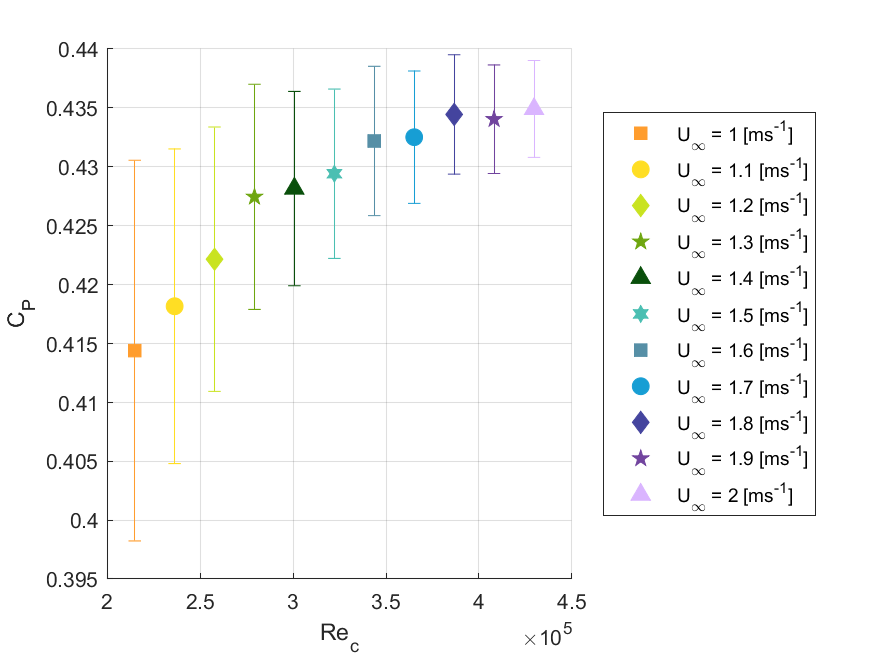 0.44
0.435
0.43
0.425
0.42
0.415
0.41
0.405
0.4
0.395
C_P
2 2.5 3 3.5 4 4.5
Re_c
×10^5
U_∞ = 1 [ms^-1]
U_∞ = 1.1 [ms^-1]
U_∞ = 1.2 [ms^-1]
U_∞ = 1.3 [ms^-1]
U_∞ = 1.4 [ms^-1]
U_∞ = 1.5 [ms^-1]
U_∞ = 1.6 [ms^-1]
U_∞ = 1.7 [ms^-1]
U_∞ = 1.8 [ms^-1]
U_∞ = 1.9 [ms^-1]
U_∞ = 2 [ms^-1]